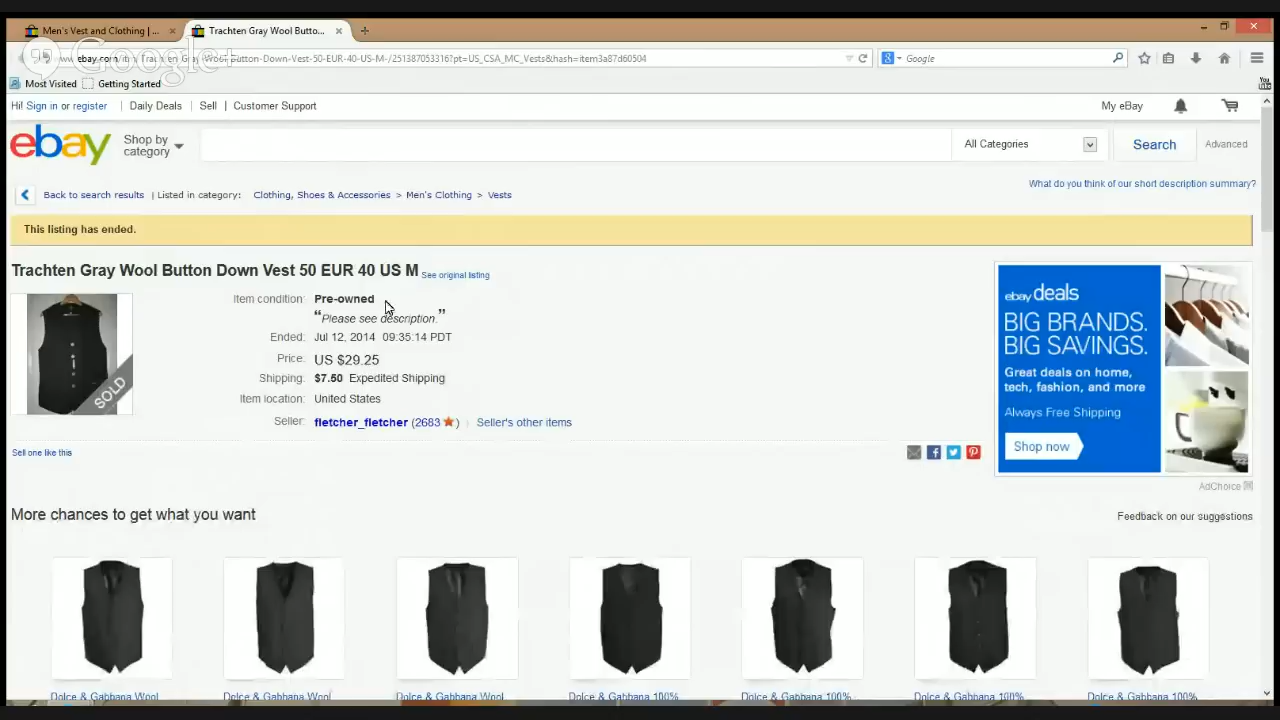 Men's Vest and Clothing | ...
Trachten Gray Wool Butto...
Google+
Google
Most Visited
Getting Started
Hi! Sign in or register
Daily Deals
Sell
Customer Support
My eBay
ebay
Shop by category
All Categories
Search
Advanced
What do you think of our short description summary?
Back to search results | Listed in category: Clothing, Shoes & Accessories > Men's Clothing > Vests
This listing has ended.
Trachten Gray Wool Button Down Vest 50 EUR 40 US M See original listing
SOLD
Item condition: Pre-owned
“Please see description.”
Ended: Jul 12, 2014 09:35:14 PDT
Price: US $29.25
Shipping: $7.50 Expedited Shipping
Item location: United States
Seller: fletcher_fletcher (2683 ) | Seller's other items
Sell one like this
ebay deals
BIG BRANDS.
BIG SAVINGS.
Great deals on home,
tech, fashion, and more
Always Free Shipping
Shop now
AdChoice
More chances to get what you want
Feedback on our suggestions
Dolce & Gabbana Wool
Dolce & Gabbana Wool
Dolce & Gabbana Wool
Dolce & Gabbana 100%
Dolce & Gabbana 100%
Dolce & Gabbana 100%
Dolce & Gabbana 100%